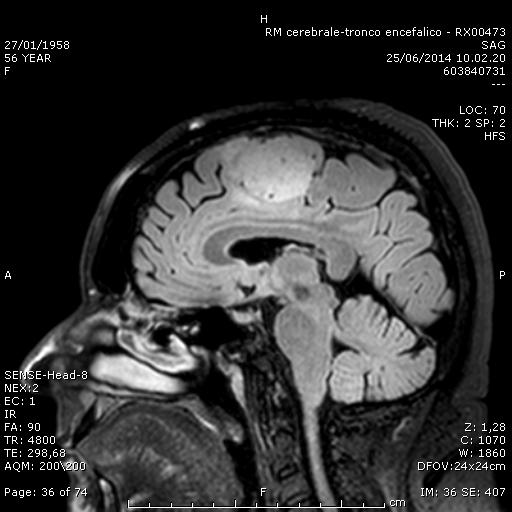 H
RM cerebrale-tronco encefalico - RX00473
27/01/1958
SAG
56 YEAR
25/06/2014 10.02.20
F
603840731
---
LOC: 70
THK: 2 SP: 2
HFS
A
P
SENSE-Head-8
NEX:2
EC: 1
IR
FA: 90
Z: 1,28
TR: 4800
C: 1070
TE: 298,68
W: 1860
AQM: 200\200
DFOV:24x24cm
Page: 36 of 74
F
IM: 36 SE: 407
cm